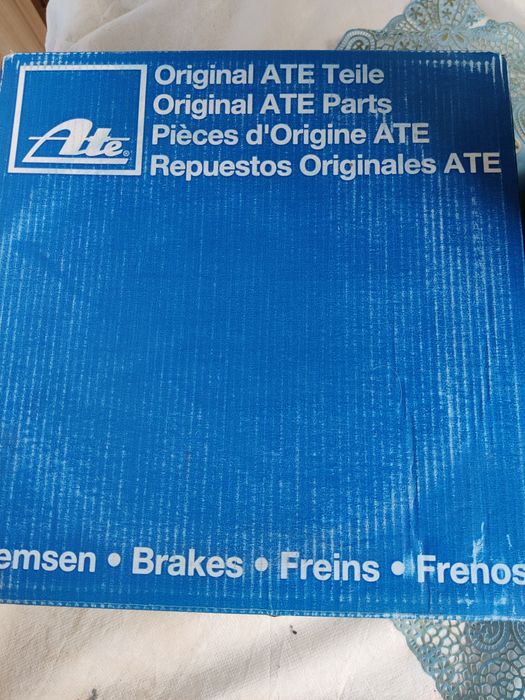 Ate®
Original ATE Teile
Original ATE Parts
Pièces d'Origine ATE
Repuestos Originales ATE
emsen • Brakes • Freins • Frenos